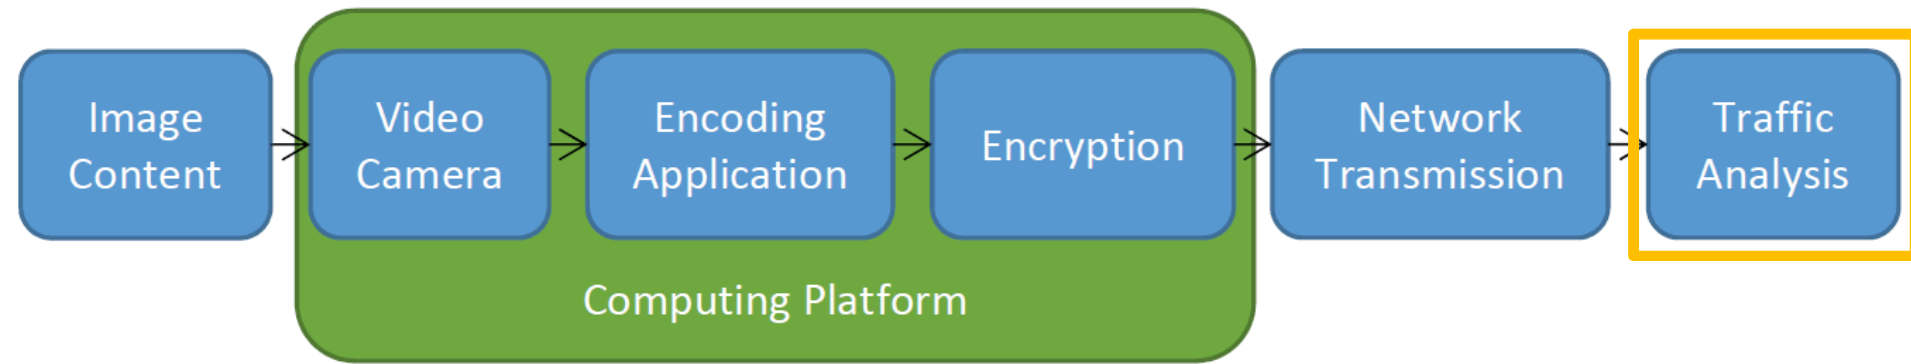 Image
Content
Video
Camera
Encoding
Application
Encryption
Network
Transmission
Traffic
Analysis
Computing Platform